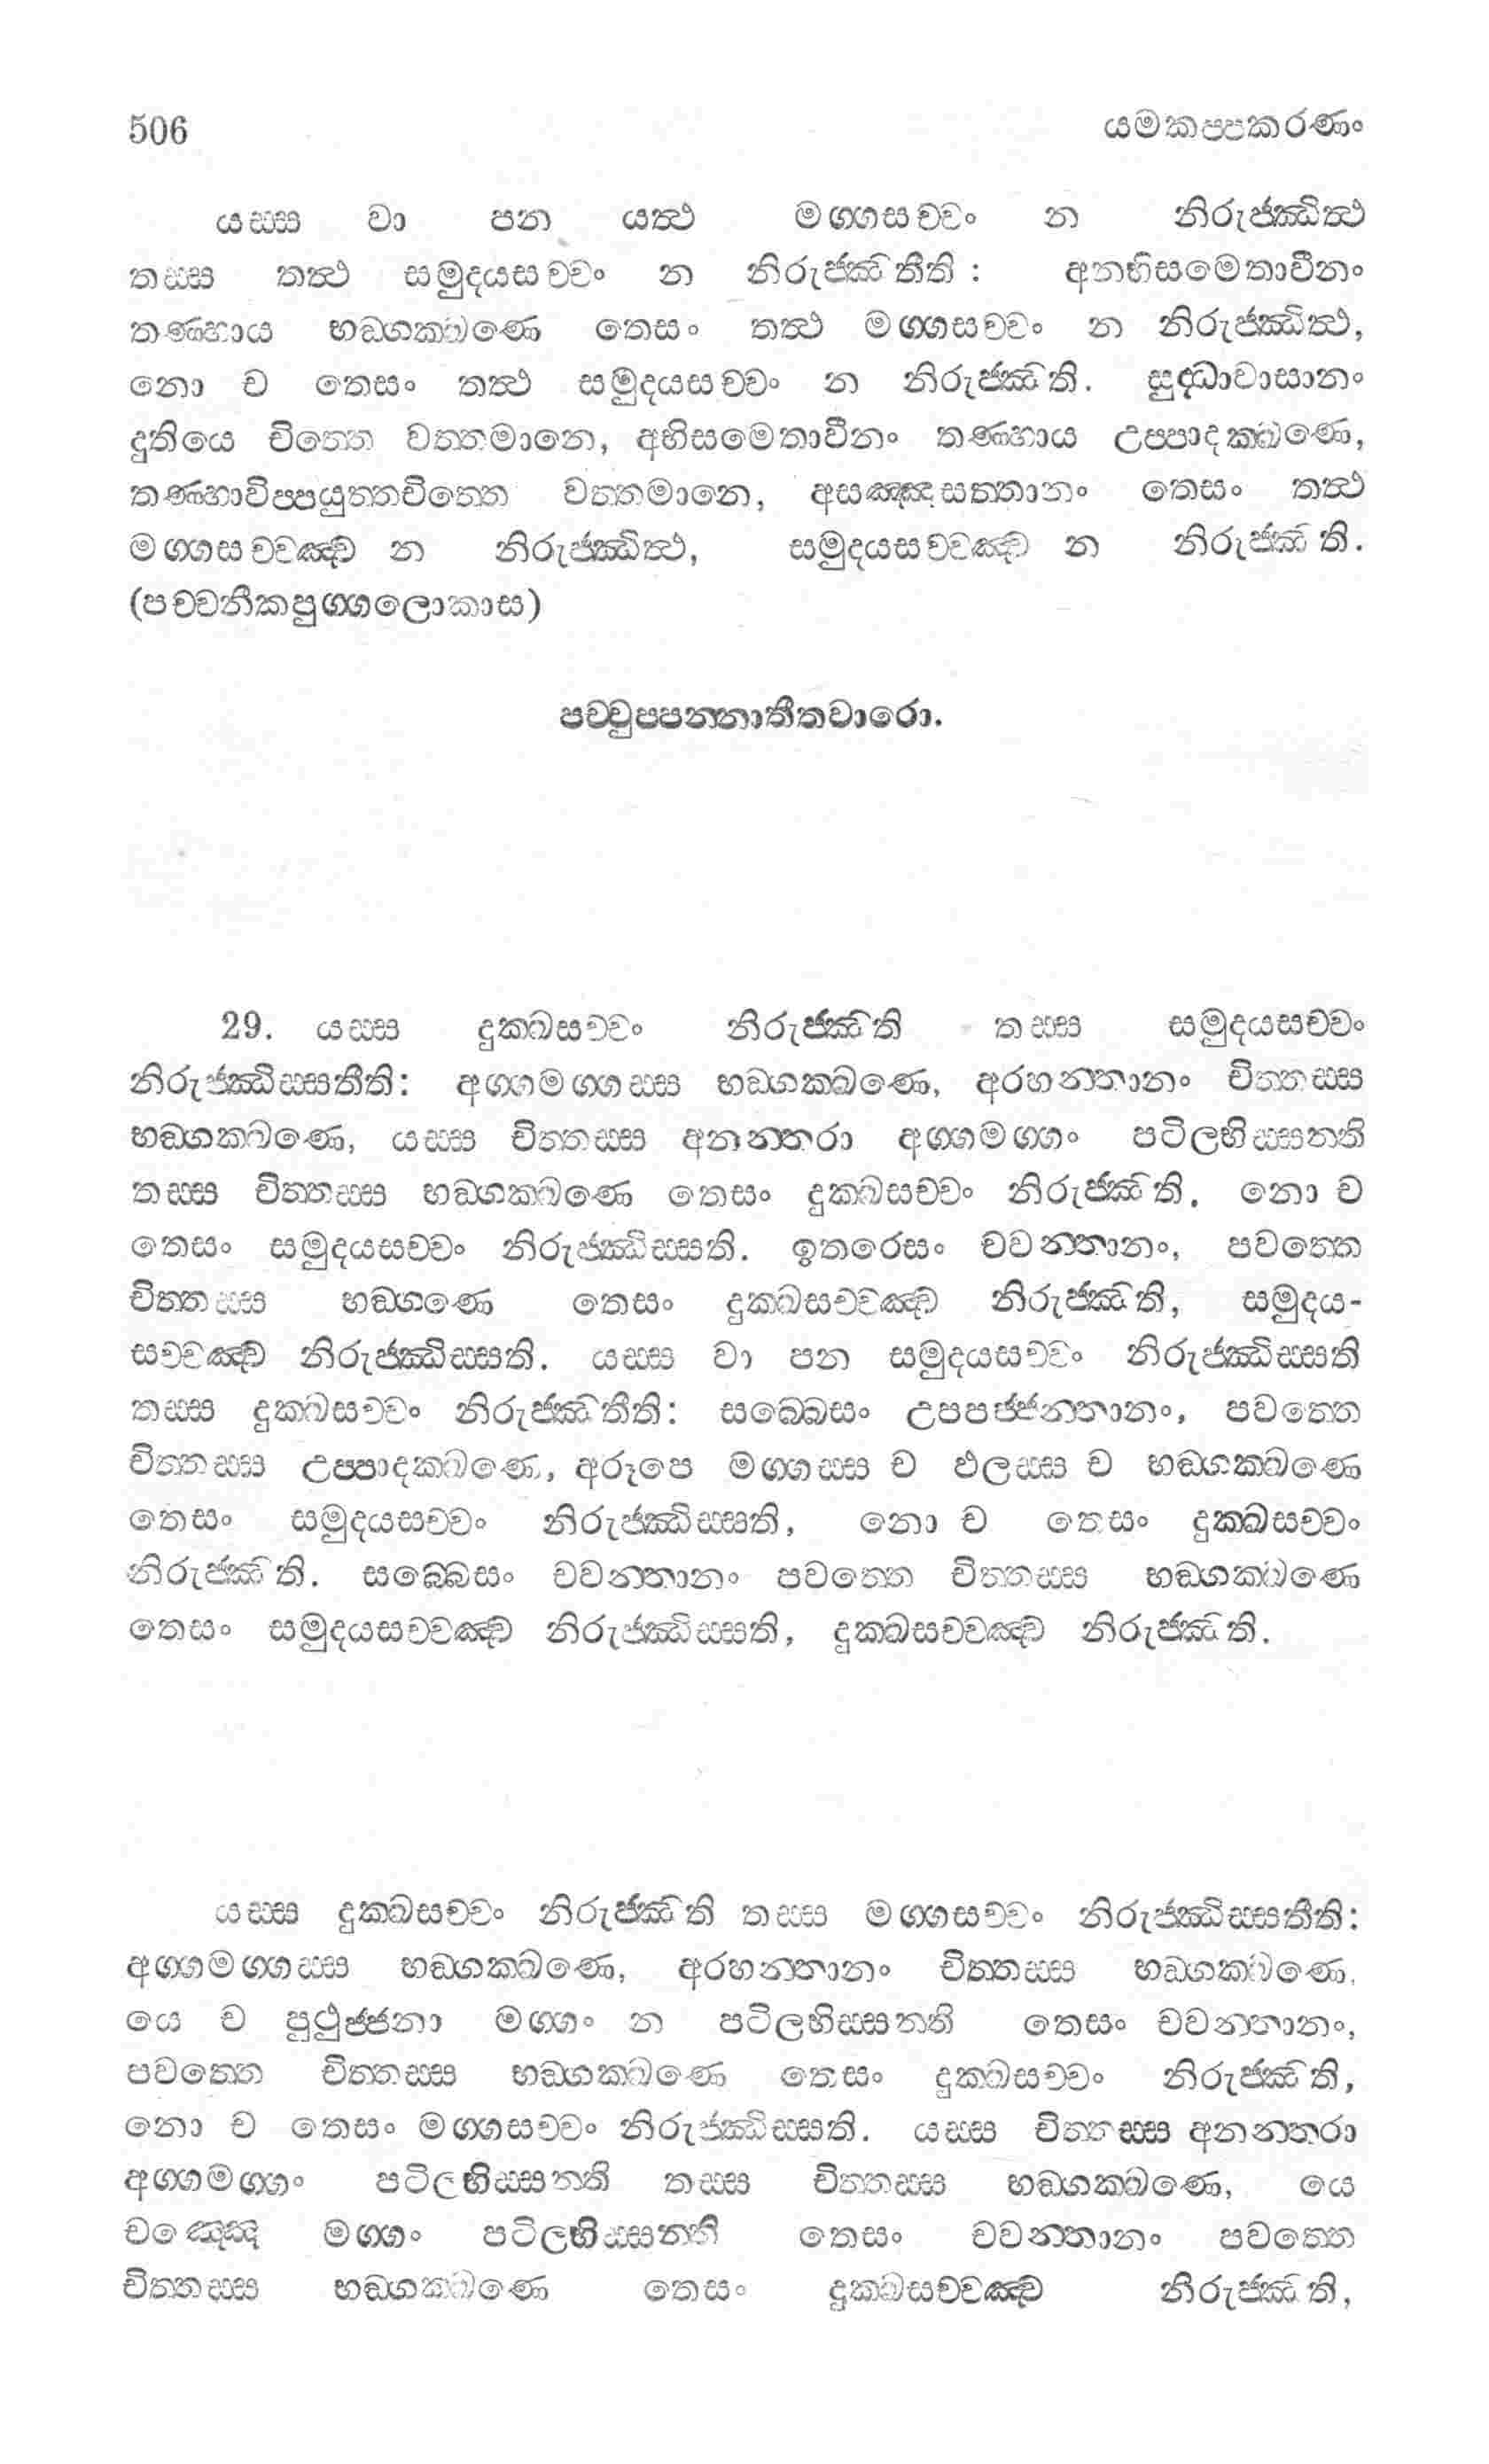 506 යමකප්පකරණං
යස්ස වා පන යත්ථ මග්ගසච්චං න නිරුජ්ඣිත්ථ
තස්ස තත්ථ සමුදයසච්චං න නිරුජ්ඣතීති : අනභිසමෙතාවීනං
තණ්හාය භඞ්ගක්ඛණෙ තෙසං තත්ථ මග්ගසච්චං න නිරුජ්ඣිත්ථ,
නො ච තෙසං තත්ථ සමුදයසච්චං න නිරුජ්ඣති. සුද්ධාවාසානං
දුතියෙ චිත්තෙ වත්තමානෙ, අභිසමෙතාවීනං තණ්හාය උප්පාදක්ඛණෙ,
තණ්හාවිප්පයුත්තචිත්තෙ වත්තමානෙ, අසඤ්ඤසත්තානං තෙසං තත්ථ
මග්ගසච්චඤ්ච න නිරුජ්ඣිත්ථ, සමුදයසච්චඤ්ච න නිරුජ්ඣති.
(පච්චනීකපුග්ගලොකාස)
පච්චුප්පන්නාතීතවාරො.
29. යස්ස දුක්ඛසච්චං නිරුජ්ඣති තස්ස සමුදයසච්චං
නිරුජ්ඣිස්සතීති: අග්ගමග්ගස්ස භඞ්ගක්ඛණෙ, අරහන්තානං චිත්තස්ස
භඞ්ගක්ඛණෙ, යස්ස චිත්තස්ස අනන්තරා අග්ගමග්ගං පටිලභිස්සන්ති
තස්ස චිත්තස්ස භඞ්ගක්ඛණෙ තෙසං දුක්ඛසච්චං නිරුජ්ඣති, නො ච
තෙසං සමුදයසච්චං නිරුජ්ඣිස්සති. ඉතරෙසං චවන්තානං, පවත්තෙ
චිත්තස්ස භඞ්ගණෙ තෙසං දුක්ඛසච්චඤ්ච නිරුජ්ඣති, සමුදය-
සච්චඤ්ච නිරුජ්ඣිස්සති. යස්ස වා පන සමුදයසච්චං නිරුජ්ඣිස්සති
තස්ස දුක්ඛසච්චං නිරුජ්ඣතීති: සබ්බෙසං උපපජ්ජන්තානං, පවත්තෙ
චිත්තස්ස උප්පාදක්ඛණෙ, අරූපෙ මග්ගස්ස ච ඵලස්ස ච භඞ්ගක්ඛණෙ
තෙසං සමුදයසච්චං නිරුජ්ඣිස්සති, නො ච තෙසං දුක්ඛසච්චං
නිරුජ්ඣති. සබ්බෙසං චවන්තානං පවත්තෙ චිත්තස්ස භඞ්ගක්ඛණෙ
තෙසං සමුදයසච්චඤ්ච නිරුජ්ඣිස්සති, දුක්ඛසච්චඤ්ච නිරුජ්ඣති.
යස්ස දුක්ඛසච්චං නිරුජ්ඣති තස්ස මග්ගසච්චං නිරුජ්ඣිස්සතීති:
අග්ගමග්ගස්ස භඞ්ගක්ඛණෙ, අරහන්තානං චිත්තස්ස භඞ්ගක්ඛණෙ,
යෙ ච පුථුජ්ජනා මග්ගං න පටිලභිස්සන්ති තෙසං චවන්තානං,
පවත්තෙ චිත්තස්ස භඞ්ගක්ඛණෙ තෙසං දුක්ඛසච්චං නිරුජ්ඣති,
නො ච තෙසං මග්ගසච්චං නිරුජ්ඣිස්සති. යස්ස චිත්තස්ස අනන්තරා
අග්ගමග්ගං පටිලභිස්සන්ති තස්ස චිත්තස්ස භඞ්ගක්ඛණෙ, යෙ
චඤ්ඤෙ මග්ගං පටිලභිස්සන්ති තෙසං චවන්තානං පවත්තෙ
චිත්තස්ස භඞ්ගක්ඛණෙ තෙසං දුක්ඛසච්චඤ්ච නිරුජ්ඣති,